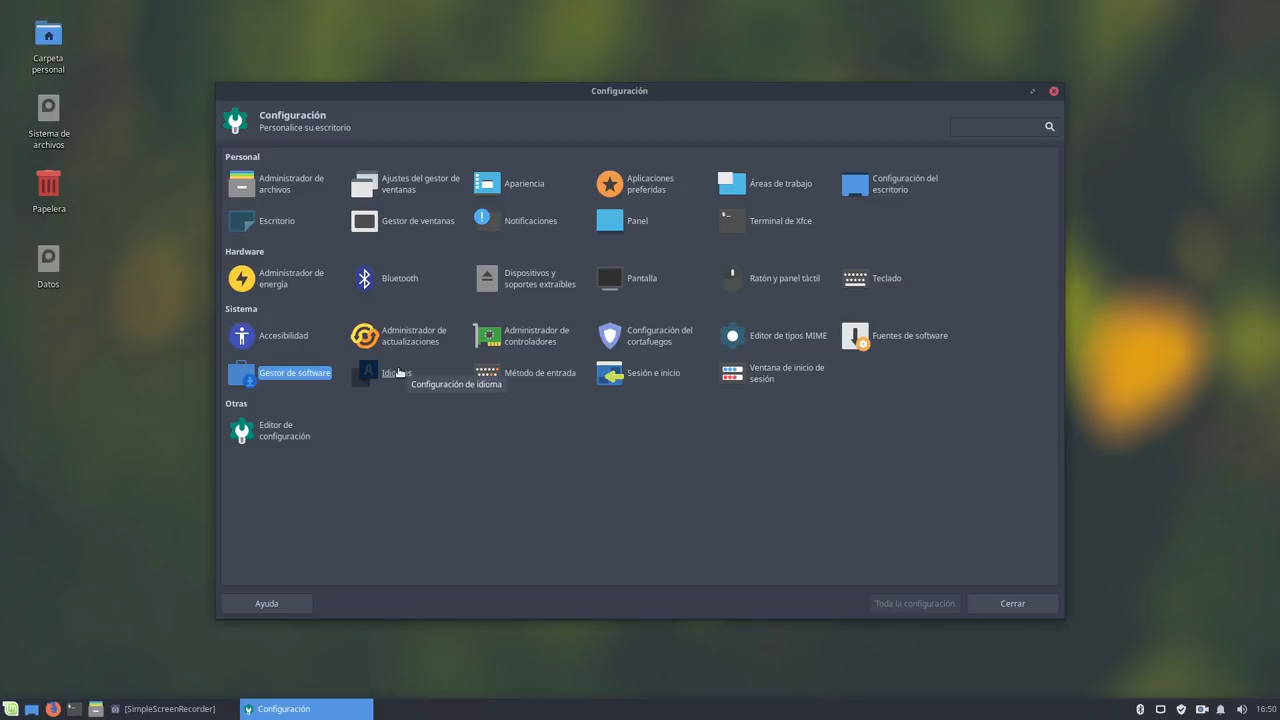 Carpeta
personal
Sistema de
archivos
Papelera
Datos
Configuración
Configuración
Personalice su escritorio
Personal
Administrador de
archivos
Ajustes del gestor de
ventanas
Apariencia
Aplicaciones
preferidas
Áreas de trabajo
Configuración del
escritorio
Escritorio
Gestor de ventanas
Notificaciones
Panel
Terminal de Xfce
Hardware
Administrador de
energía
Bluetooth
Dispositivos y
soportes extraíbles
Pantalla
Ratón y panel táctil
Teclado
Sistema
Accesibilidad
Administrador de
actualizaciones
Administrador de
controladores
Configuración del
cortafuegos
Editor de tipos MIME
Fuentes de software
Gestor de software
Configuración de idioma
Método de entrada
Sesión e inicio
Ventana de inicio de
sesión
Otras
Editor de
configuración
Ayuda
Toda la configuración
Cerrar
[SimpleScreenRecorder]
Configuración
16:50